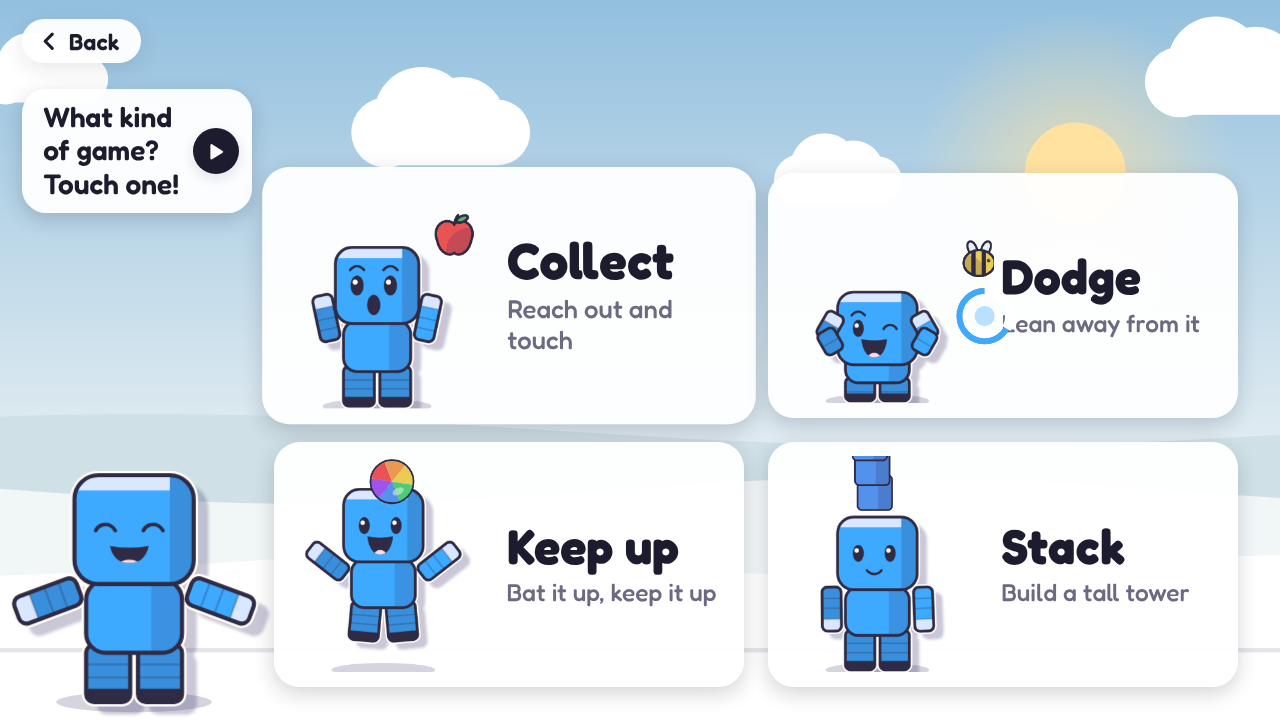 Back
What kind
of game?
Touch one!
Collect
Reach out and
touch
Dodge
Lean away from it
Keep up
Bat it up, keep it up
Stack
Build a tall tower